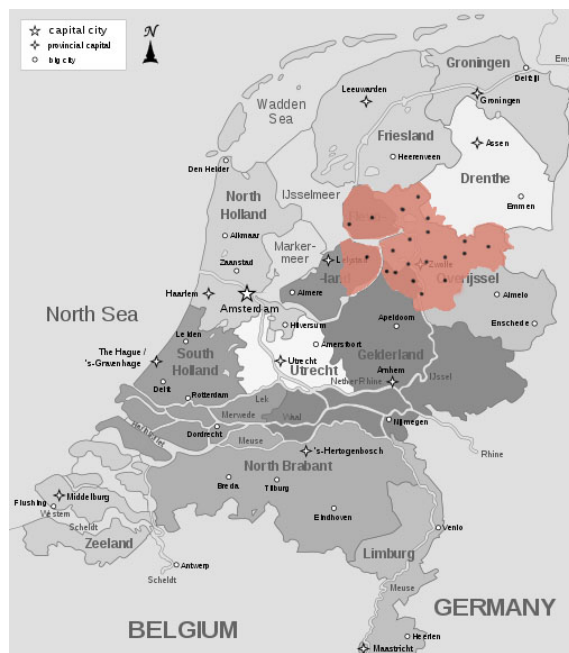 capital city
provincial capital
big city
N
Groningen
Delfzijl
Ems
Leeuwarden
Groningen
Wadden
Sea
Friesland
Assen
Heerenveen
Den Helder
Drenthe
North
Holland
IJsselmeer
Emmen
Alkmaar
Marker-
meer
Zaanstad
Zwolle
-land
Overijssel
Haarlem
Almere
Almelo
North Sea
Amsterdam
Apeldoorn
Enschede
Hilversum
Leiden
Amersfoort
The Hague /
's-Gravenhage
South
Holland
Utrecht
Utrecht
Gelderland
Arnhem
IJssel
Delft
Nether Rhine
Rotterdam
Lek
Merwede
Waal
Nijmegen
Dordrecht
Meuse
Rhine
's-Hertogenbosch
North Brabant
Middelburg
Breda
Tilburg
Flushing
Western
Scheldt
Eindhoven
Venlo
Zeeland
Limburg
Antwerp
Scheldt
Meuse
GERMANY
BELGIUM
Heerlen
Maastricht